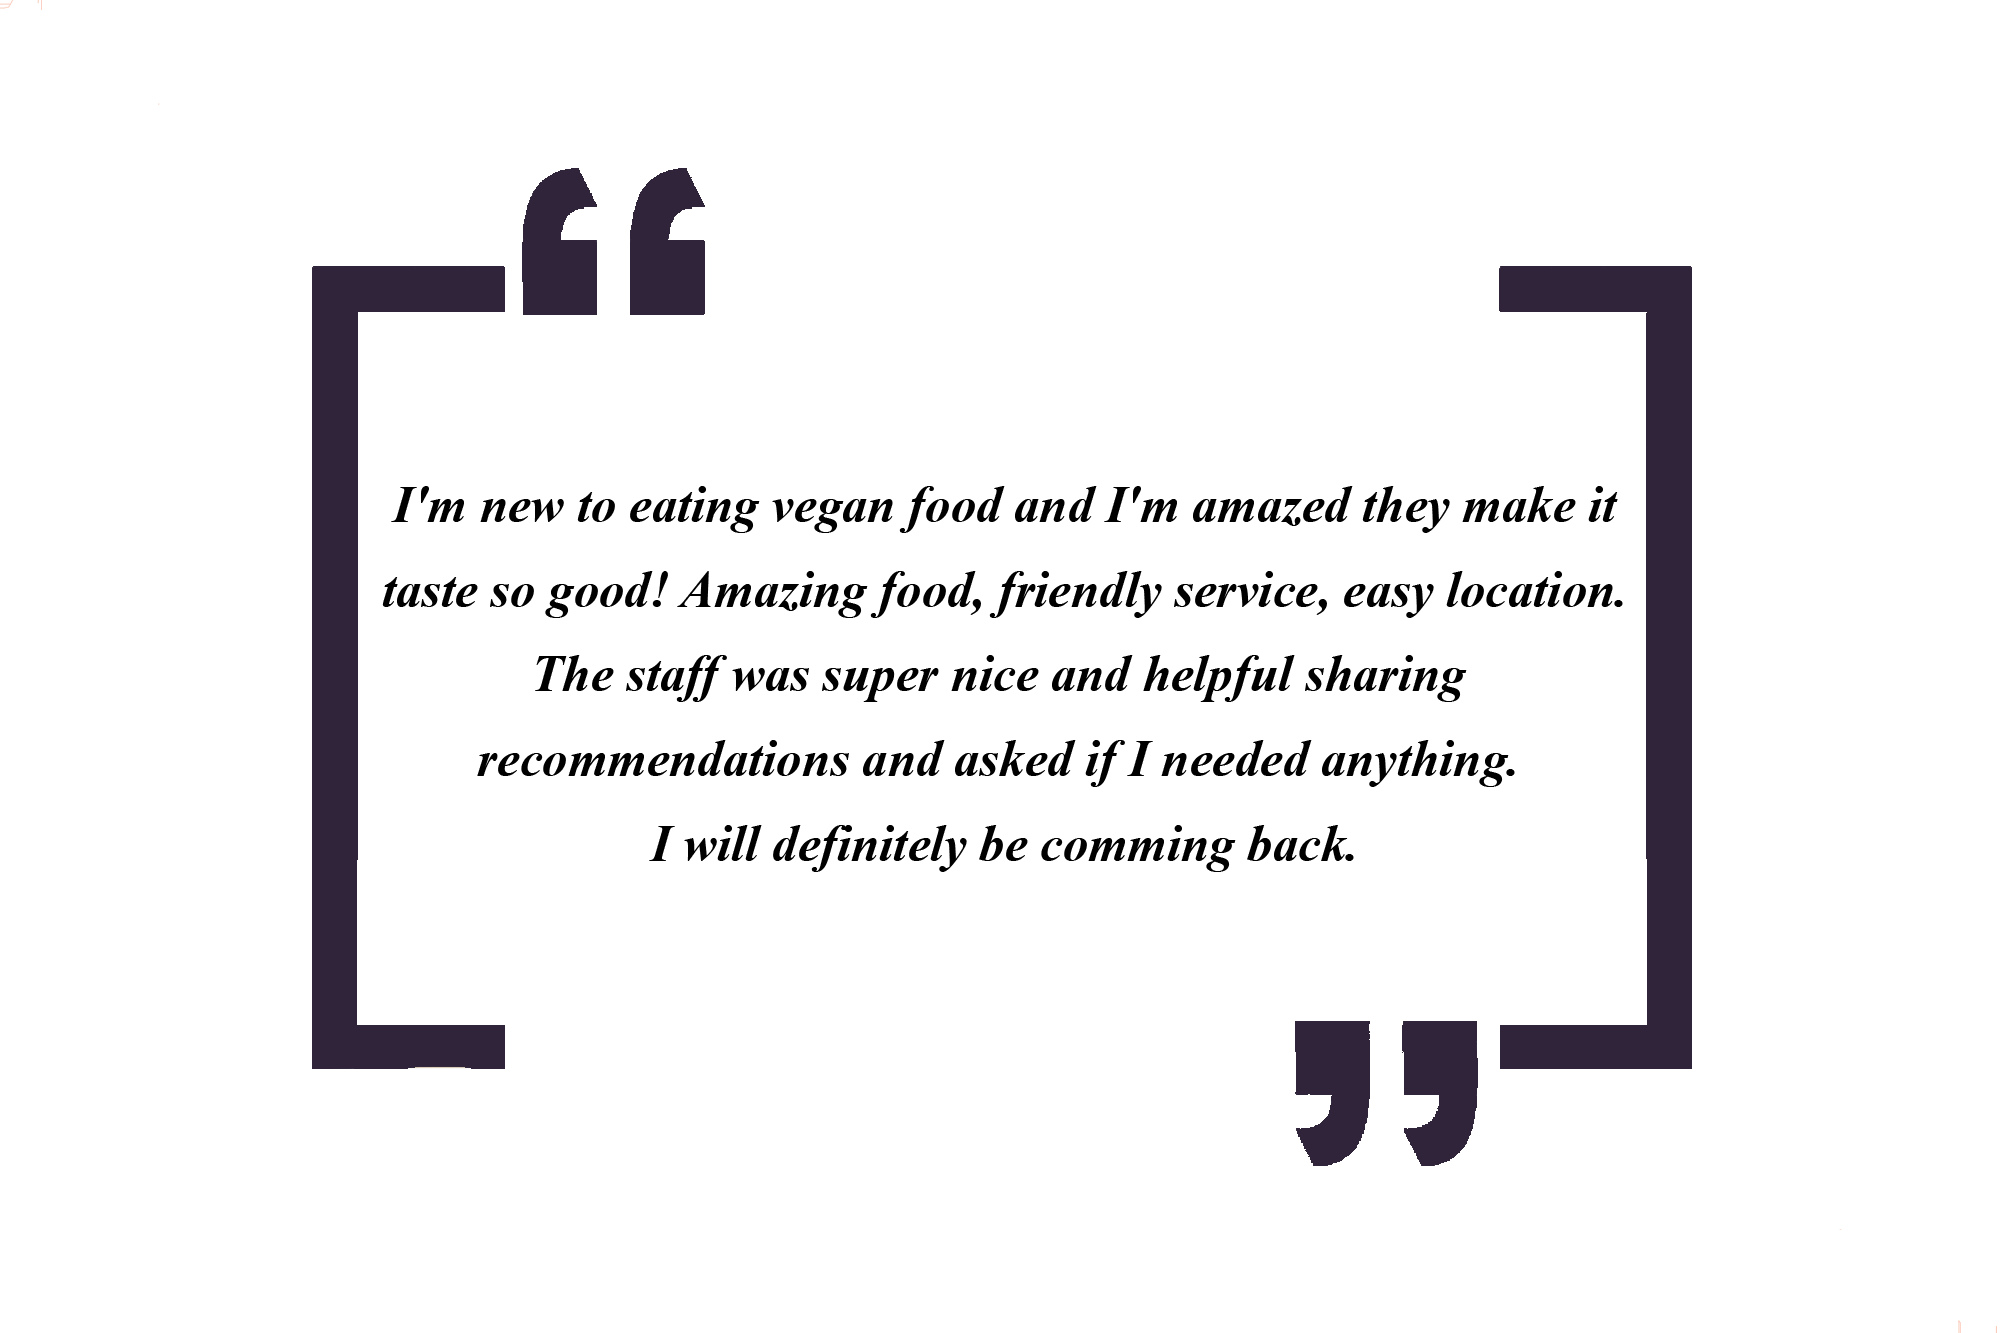 I'm new to eating vegan food and I'm amazed they make it
taste so good! Amazing food, friendly service, easy location.
The staff was super nice and helpful sharing
recommendations and asked if I needed anything.
I will definitely be comming back.